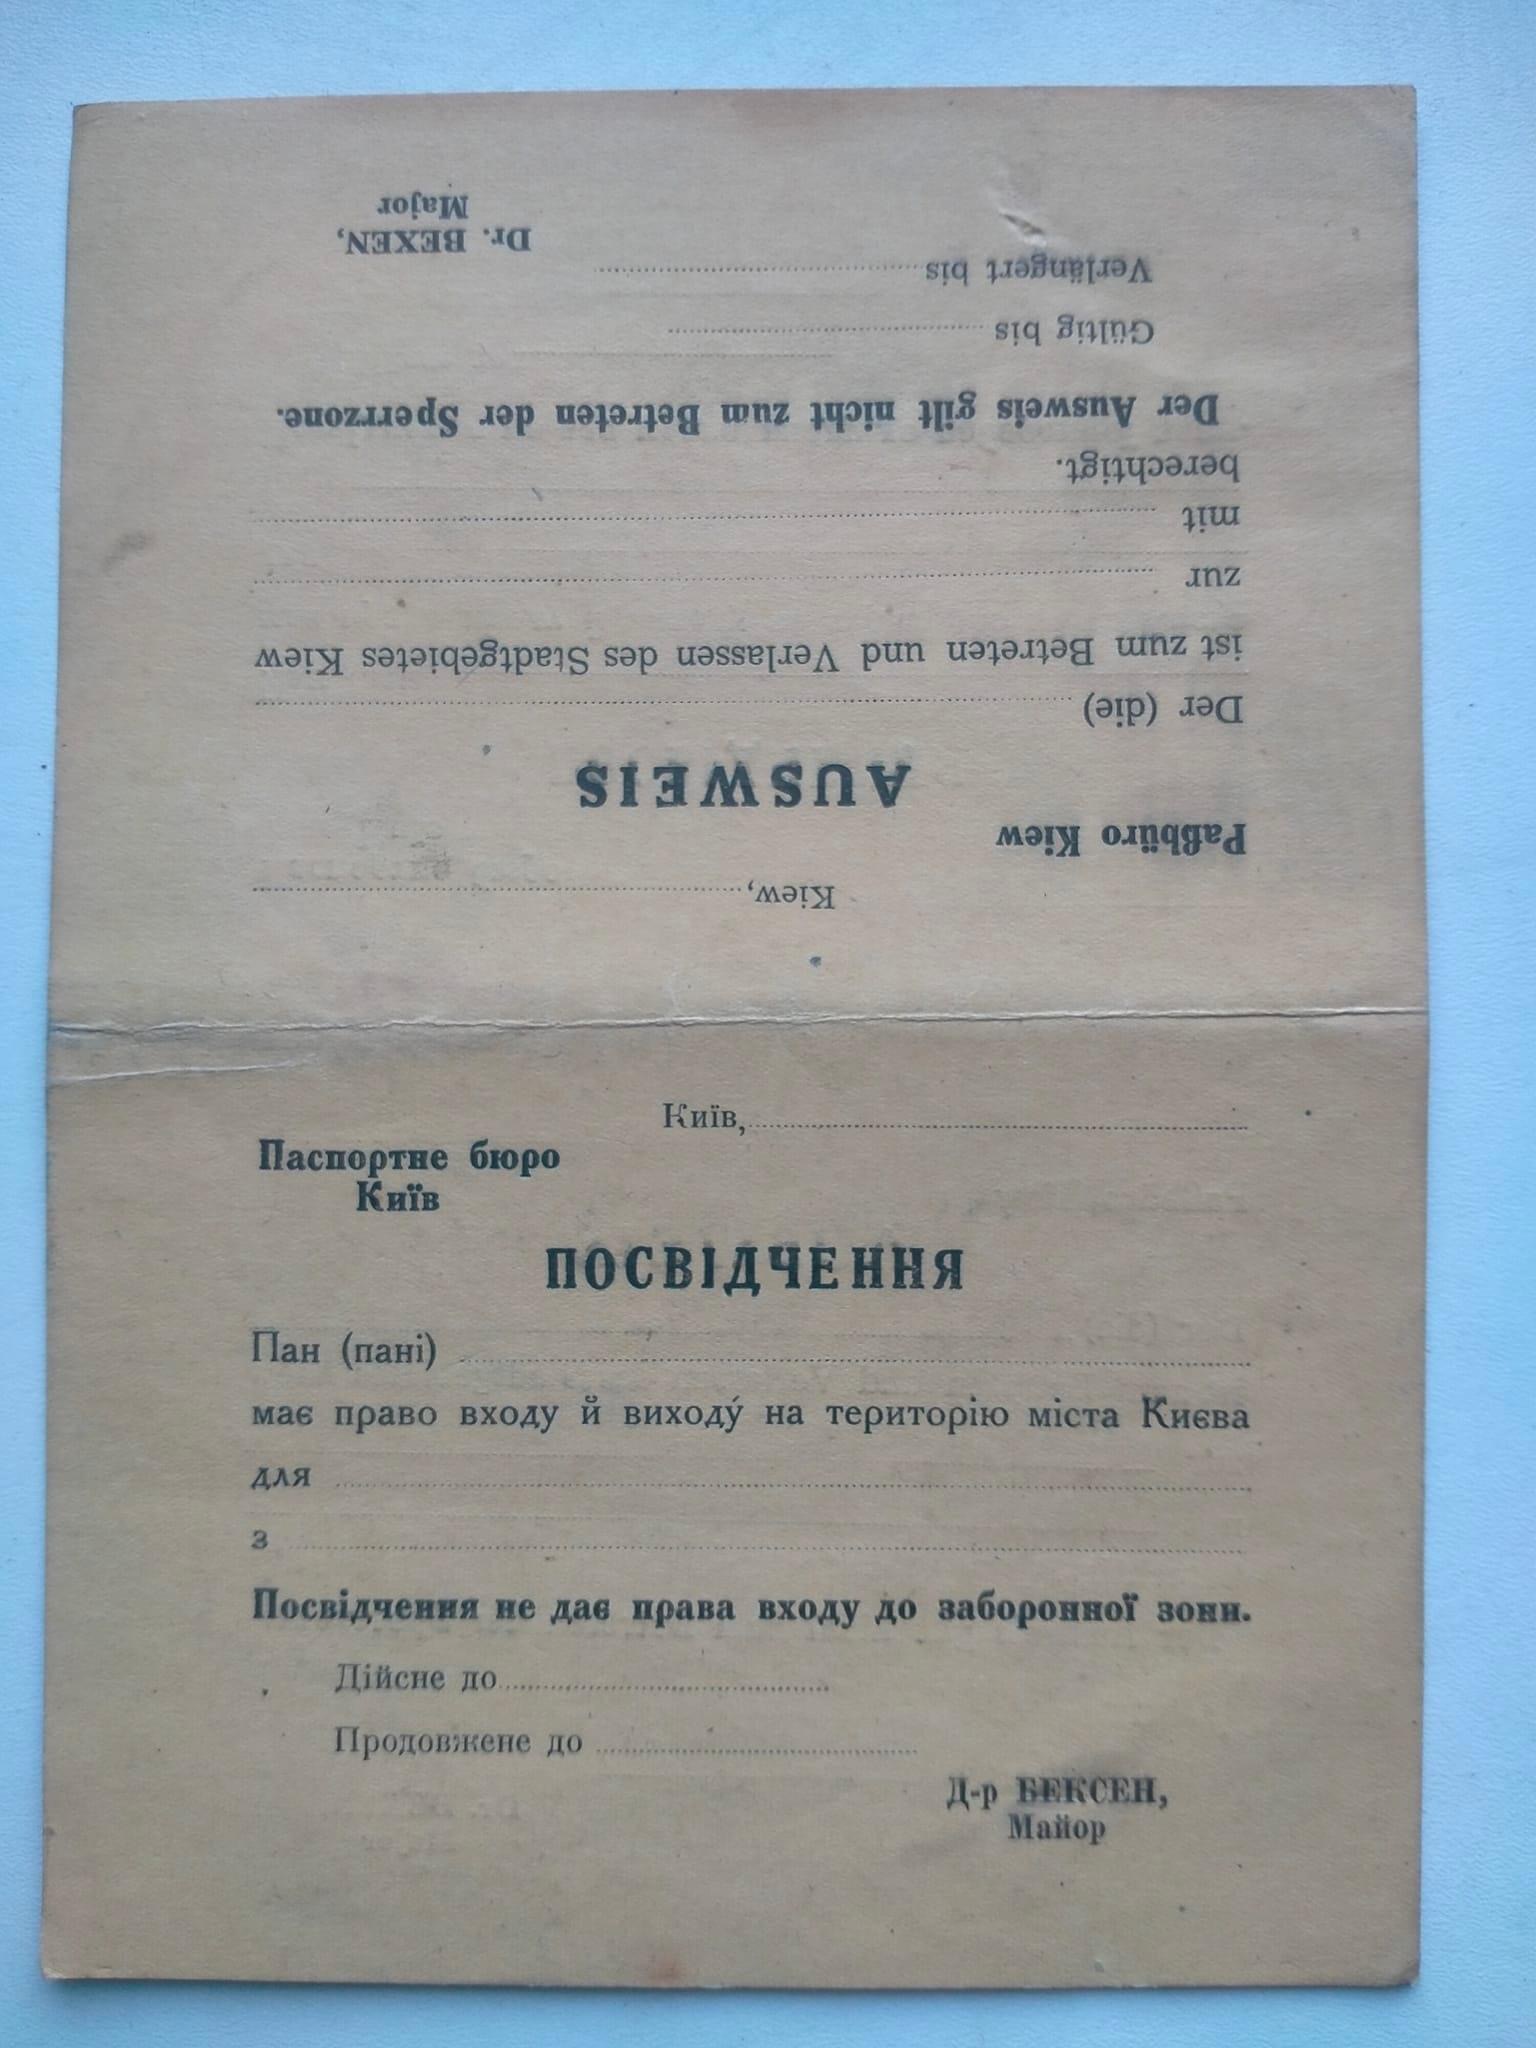 Київ,
Паспортне бюро
Київ
ПОСВІДЧЕННЯ
Пан (пані)
має право входу й виходу́ на територію міста Києва
для
з
Посвідчення не дає права входу до заборонної зони.
Дійсне до
Продовжене до
Д-р БЕКСЕН,
Майор
Kiew,
Paßbüro Kiew
AUSWEIS
Der (die)
ist zum Betreten und Verlassen des Stadtgebietes Kiew
zur
mit
berechtigt.
Der Ausweis gilt nicht zum Betreten der Sperrzone.
Gültig bis
Verlängert bis
Dr. BEXEN,
Major